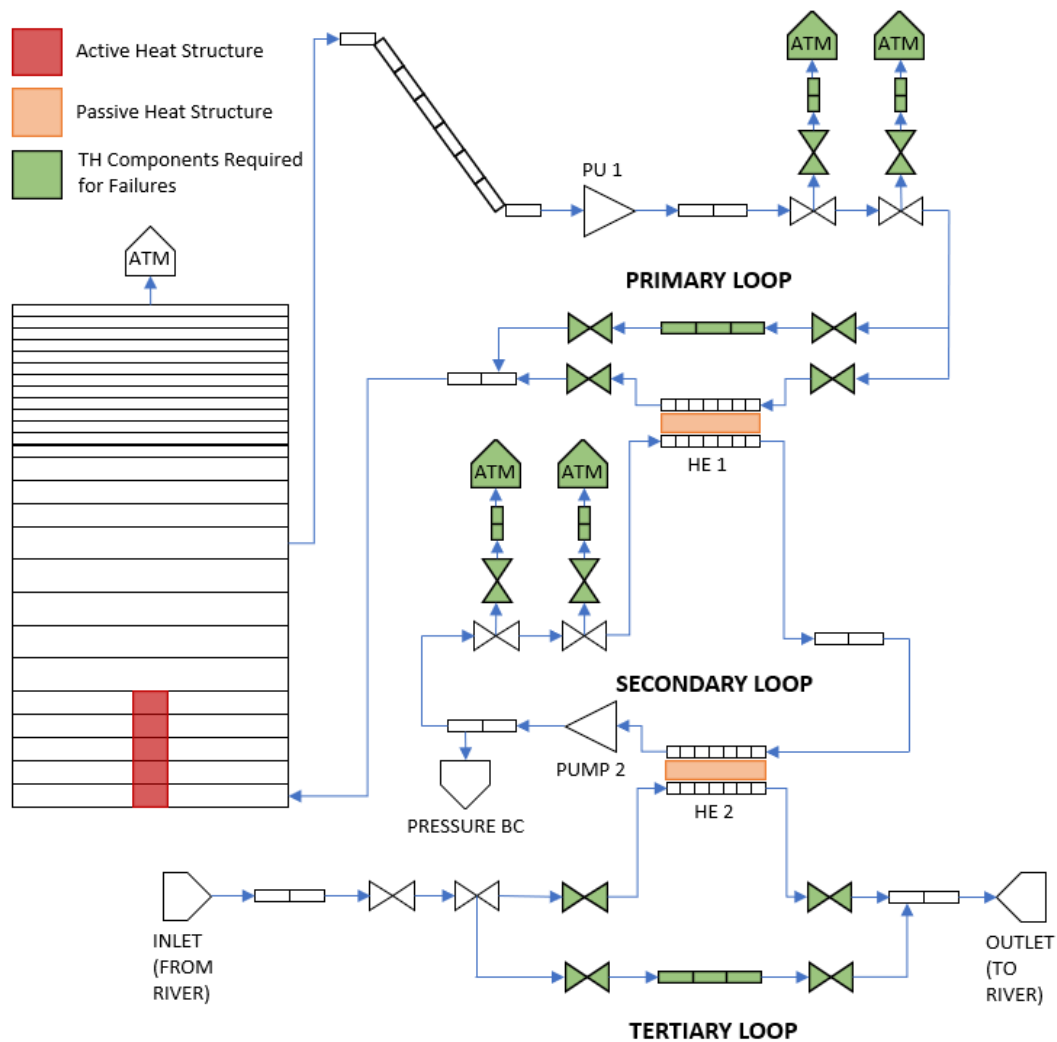 Active Heat Structure
Passive Heat Structure
TH Components Required
for Failures
ATM
ATM
PU 1
ATM
PRIMARY LOOP
HE 1
ATM
ATM
SECONDARY LOOP
PUMP 2
HE 2
PRESSURE BC
INLET
(FROM
RIVER)
OUTLET
(TO
RIVER)
TERTIARY LOOP